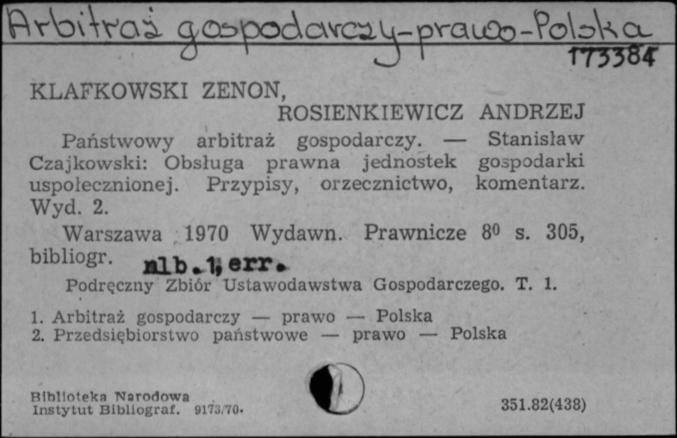 Arbitraż gospodarczy-prawo-Polska
173384
KLAFKOWSKI ZENON,
ROSIENKIEWICZ ANDRZEJ
Państwowy arbitraż gospodarczy. — Stanisław
Czajkowski: Obsługa prawna jednostek gospodarki
uspołecznionej. Przypisy, orzecznictwo, komentarz.
Wyd. 2.
Warszawa 1970 Wydawn. Prawnicze 8⁰ s. 305,
bibliogr. nlb.1, err.
Podręczny Zbiór Ustawodawstwa Gospodarczego. T. 1.
1. Arbitraż gospodarczy — prawo — Polska
2. Przedsiębiorstwo państwowe — prawo — Polska
Biblioteka Narodowa
Instytut Bibliograf. 9173/70. 351.82(438)